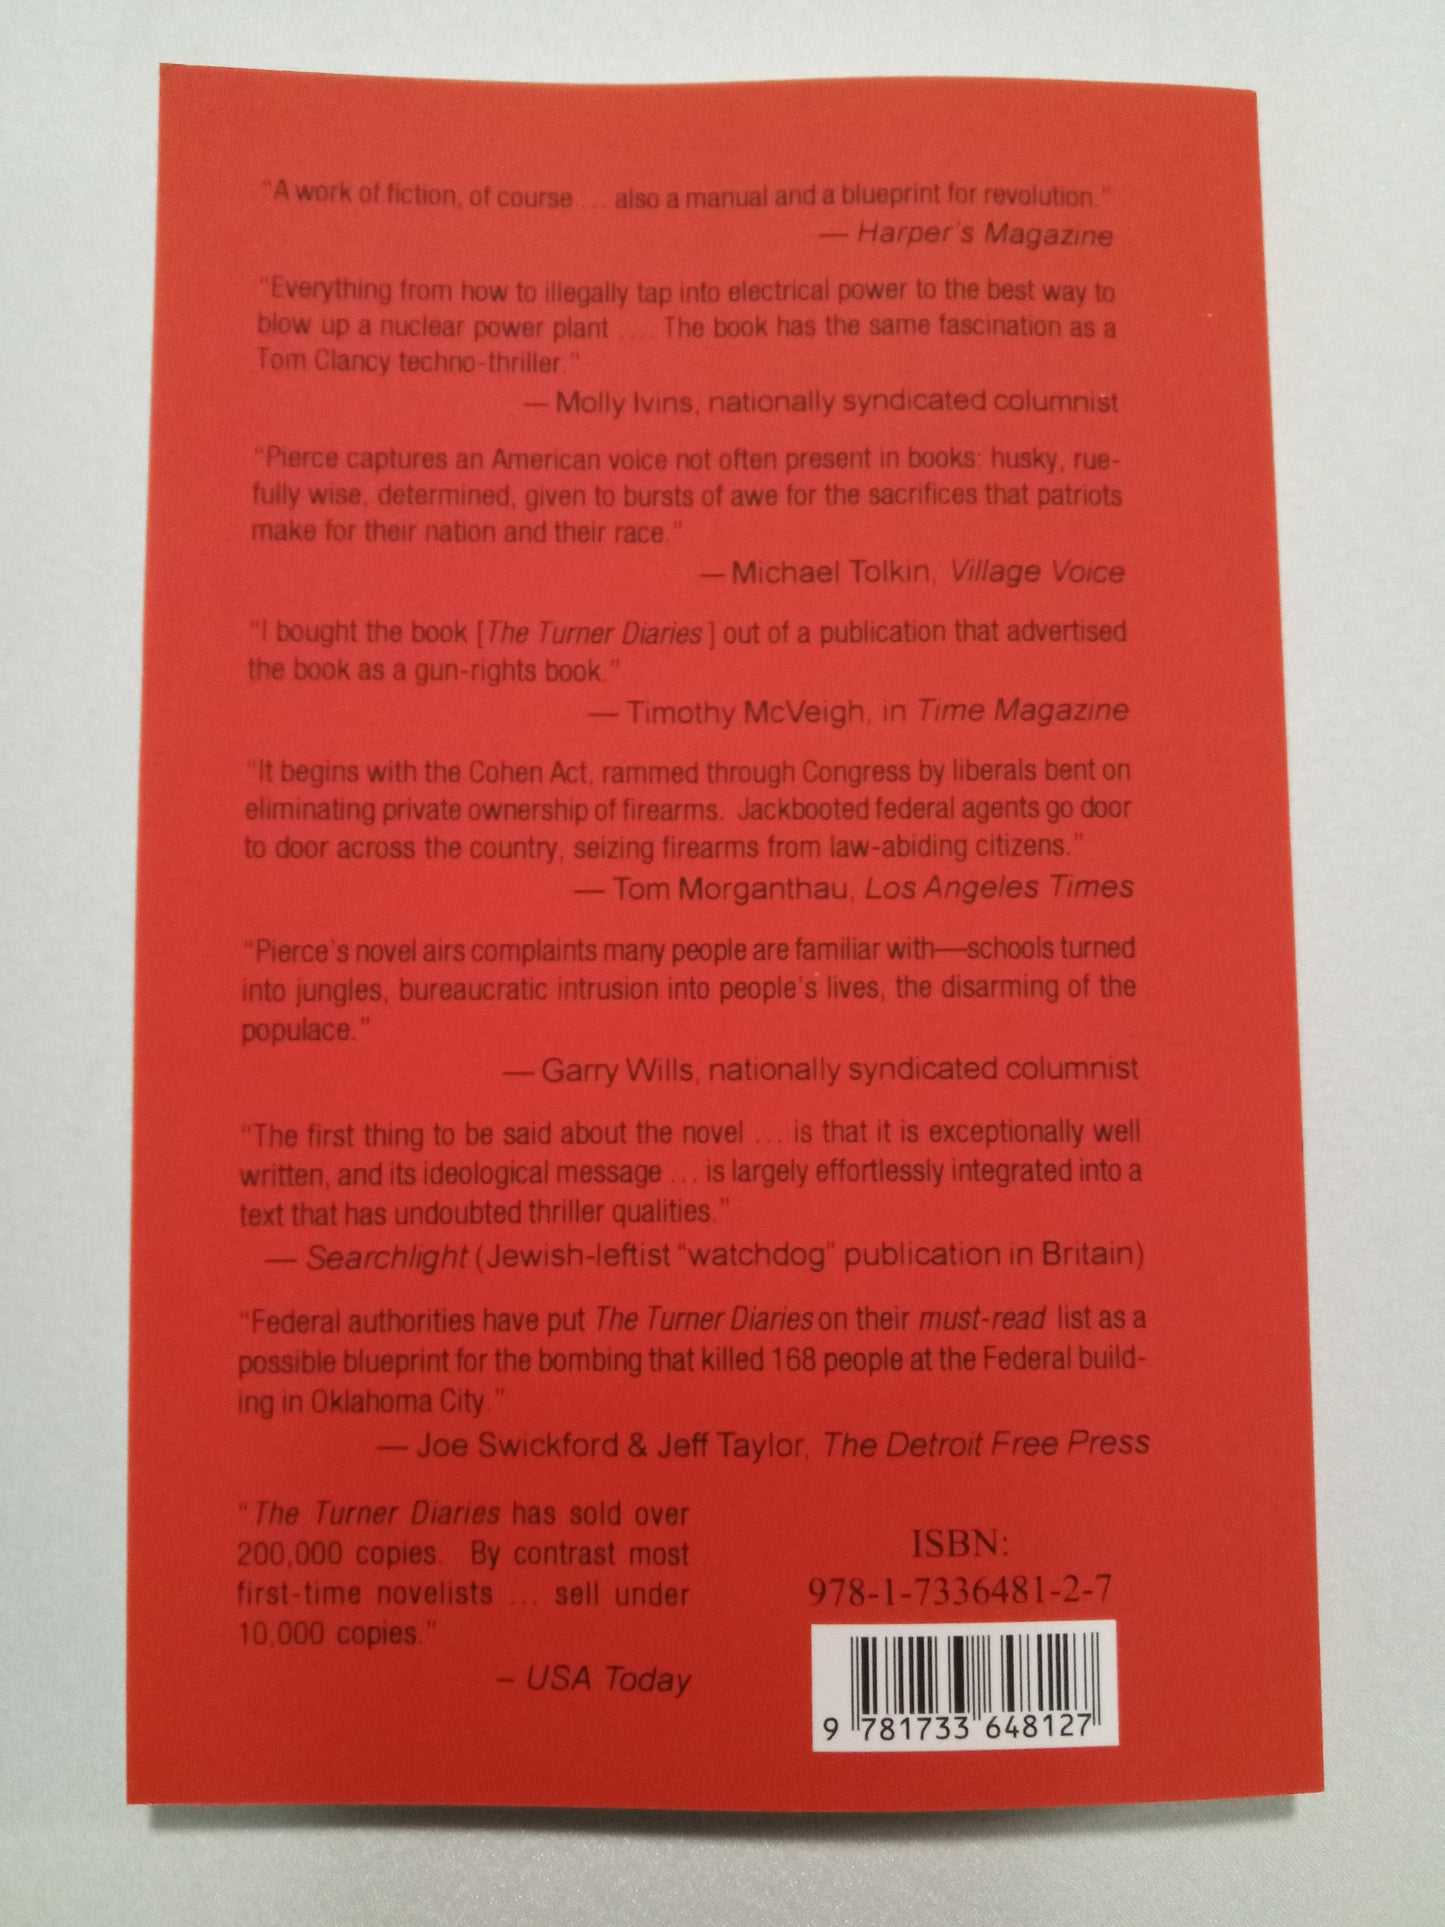 "A work of fiction, of course . . . also a manual and a blueprint for revolution."
— Harper's Magazine
"Everything from how to illegally tap into electrical power to the best way to
blow up a nuclear power plant . . . . The book has the same fascination as a
Tom Clancy techno-thriller."
— Molly Ivins, nationally syndicated columnist
"Pierce captures an American voice not often present in books: husky, rue-
fully wise, determined, given to bursts of awe for the sacrifices that patriots
make for their nation and their race."
— Michael Tolkin, Village Voice
"I bought the book [The Turner Diaries] out of a publication that advertised
the book as a gun-rights book."
— Timothy McVeigh, in Time Magazine
"It begins with the Cohen Act, rammed through Congress by liberals bent on
eliminating private ownership of firearms. Jackbooted federal agents go door
to door across the country, seizing firearms from law-abiding citizens."
— Tom Morganthau, Los Angeles Times
"Pierce's novel airs complaints many people are familiar with—schools turned
into jungles, bureaucratic intrusion into people's lives, the disarming of the
populace."
— Garry Wills, nationally syndicated columnist
"The first thing to be said about the novel . . . is that it is exceptionally well
written, and its ideological message . . . is largely effortlessly integrated into a
text that has undoubted thriller qualities."
— Searchlight (Jewish-leftist "watchdog" publication in Britain)
"Federal authorities have put The Turner Diaries on their must-read list as a
possible blueprint for the bombing that killed 168 people at the Federal build-
ing in Oklahoma City."
— Joe Swickford & Jeff Taylor, The Detroit Free Press
"The Turner Diaries has sold over
200,000 copies. By contrast most
first-time novelists . . . sell under
10,000 copies."
– USA Today
ISBN:
978-1-7336481-2-7
9 781733 648127